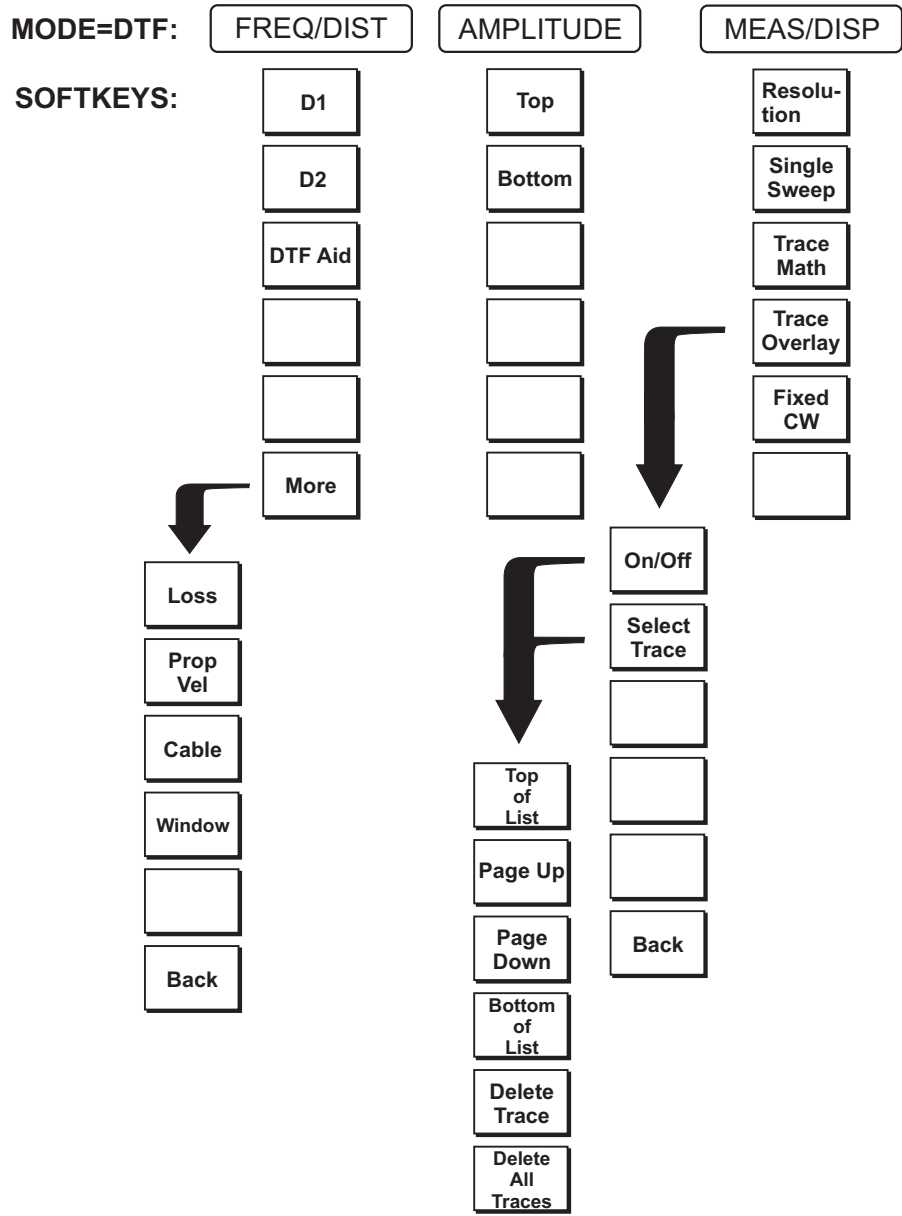 MODE=DTF:
FREQ/DIST
AMPLITUDE
MEAS/DISP
SOFTKEYS:
D1
D2
DTF Aid
More
Top
Bottom
Resolu-
tion
Single
Sweep
Trace
Math
Trace
Overlay
Fixed
CW
Loss
Prop
Vel
Cable
Window
Back
On/Off
Select
Trace
Back
Top
of
List
Page Up
Page
Down
Bottom
of
List
Delete
Trace
Delete
All
Traces